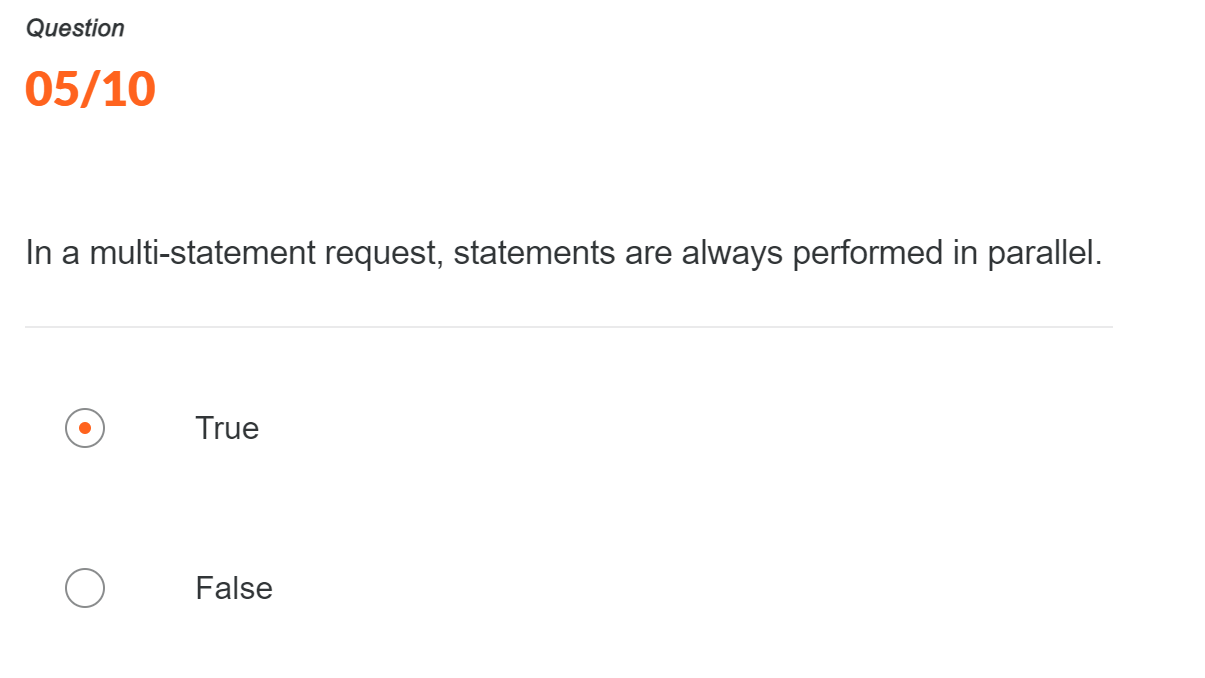 Question
05/10
In a multi-statement request, statements are always performed in parallel.
True
False